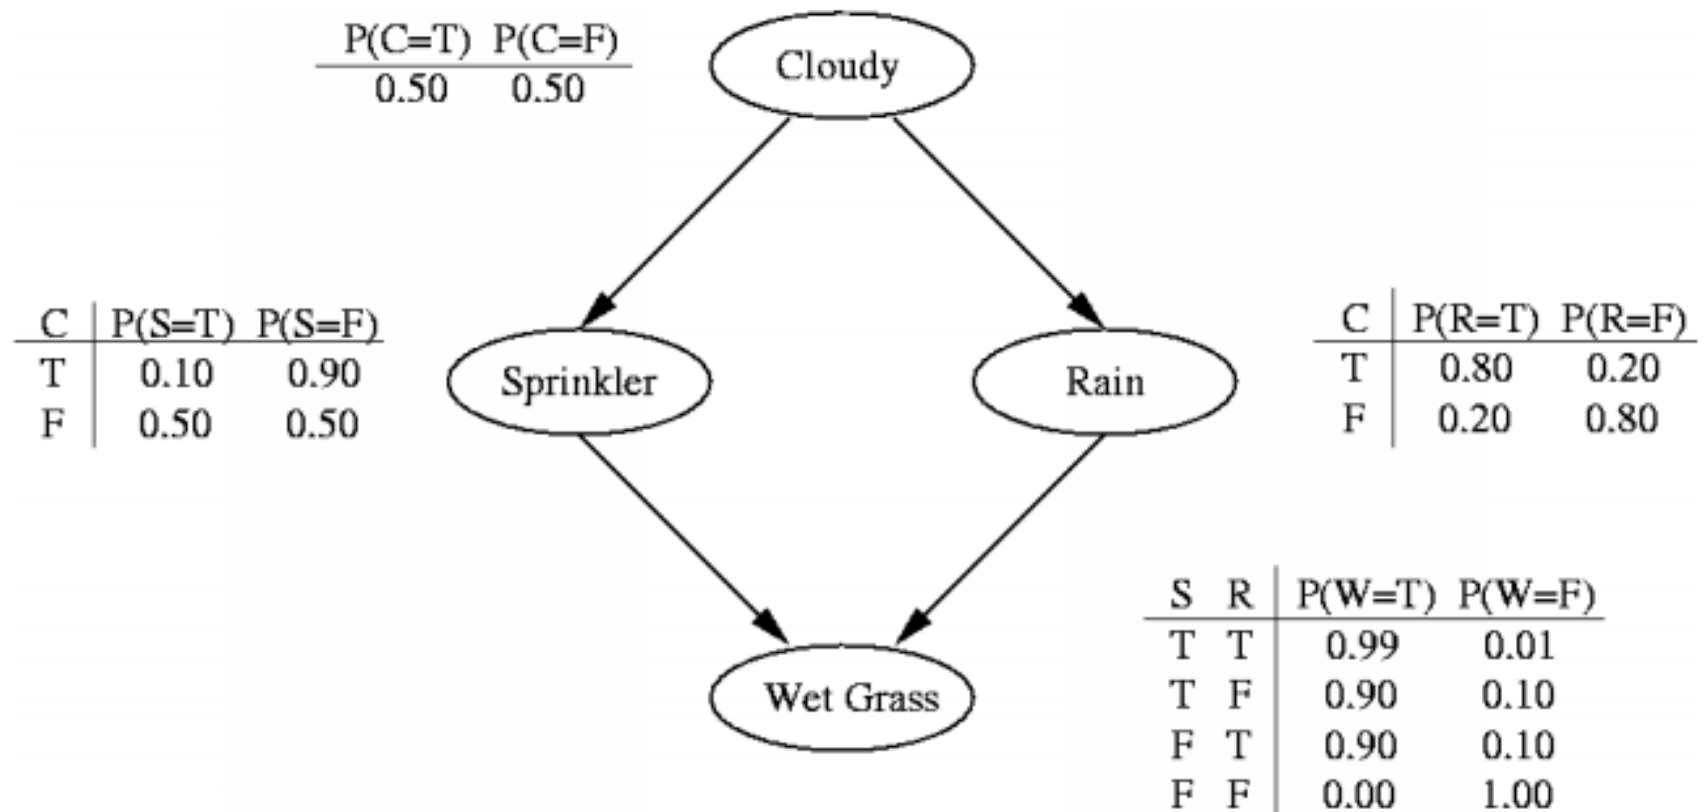 P(C=T) P(C=F)
0.50 0.50
Cloudy
C P(S=T) P(S=F)
T 0.10 0.90
F 0.50 0.50
Sprinkler
Rain
C P(R=T) P(R=F)
T 0.80 0.20
F 0.20 0.80
Wet Grass
S R P(W=T) P(W=F)
T T 0.99 0.01
T F 0.90 0.10
F T 0.90 0.10
F F 0.00 1.00